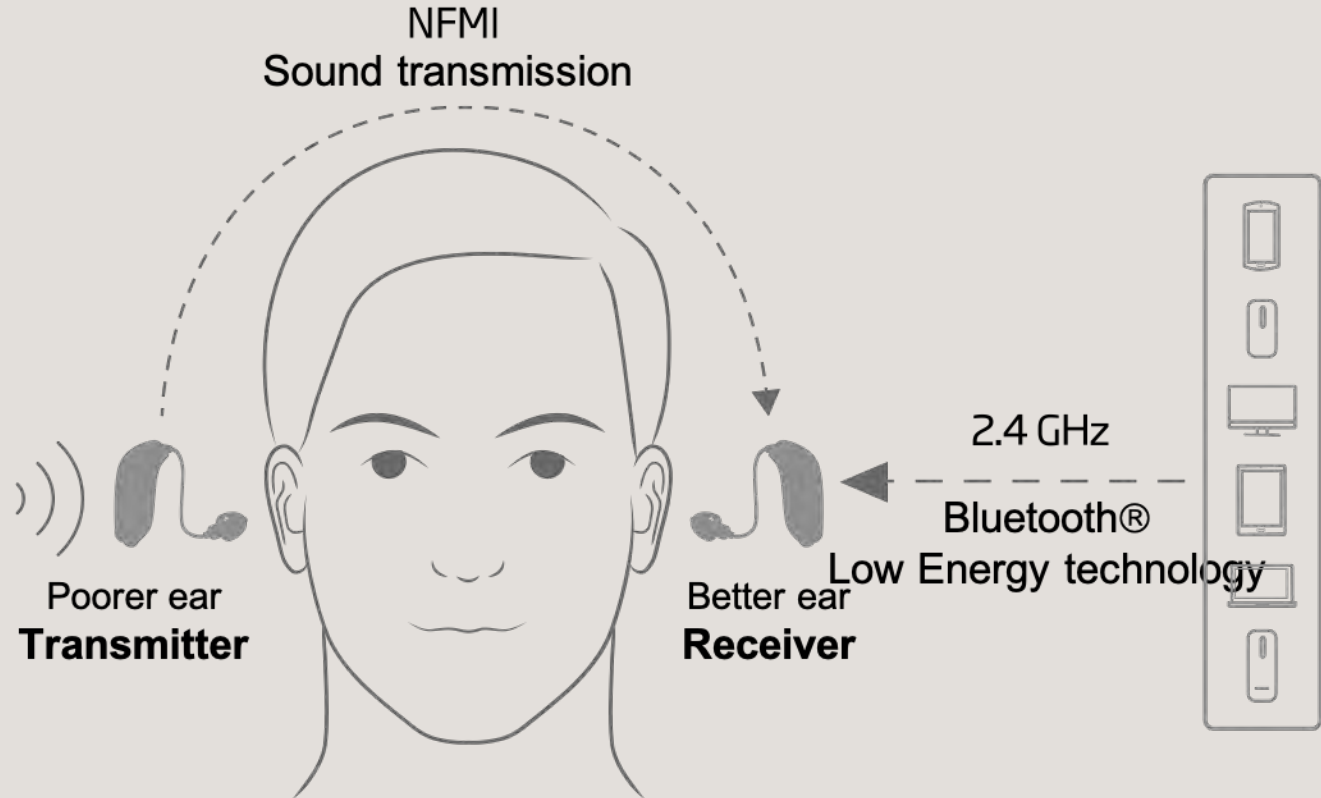 NFMI
Sound transmission
2.4 GHz
Bluetooth®
Low Energy technology
Poorer ear
Transmitter
Better ear
Receiver